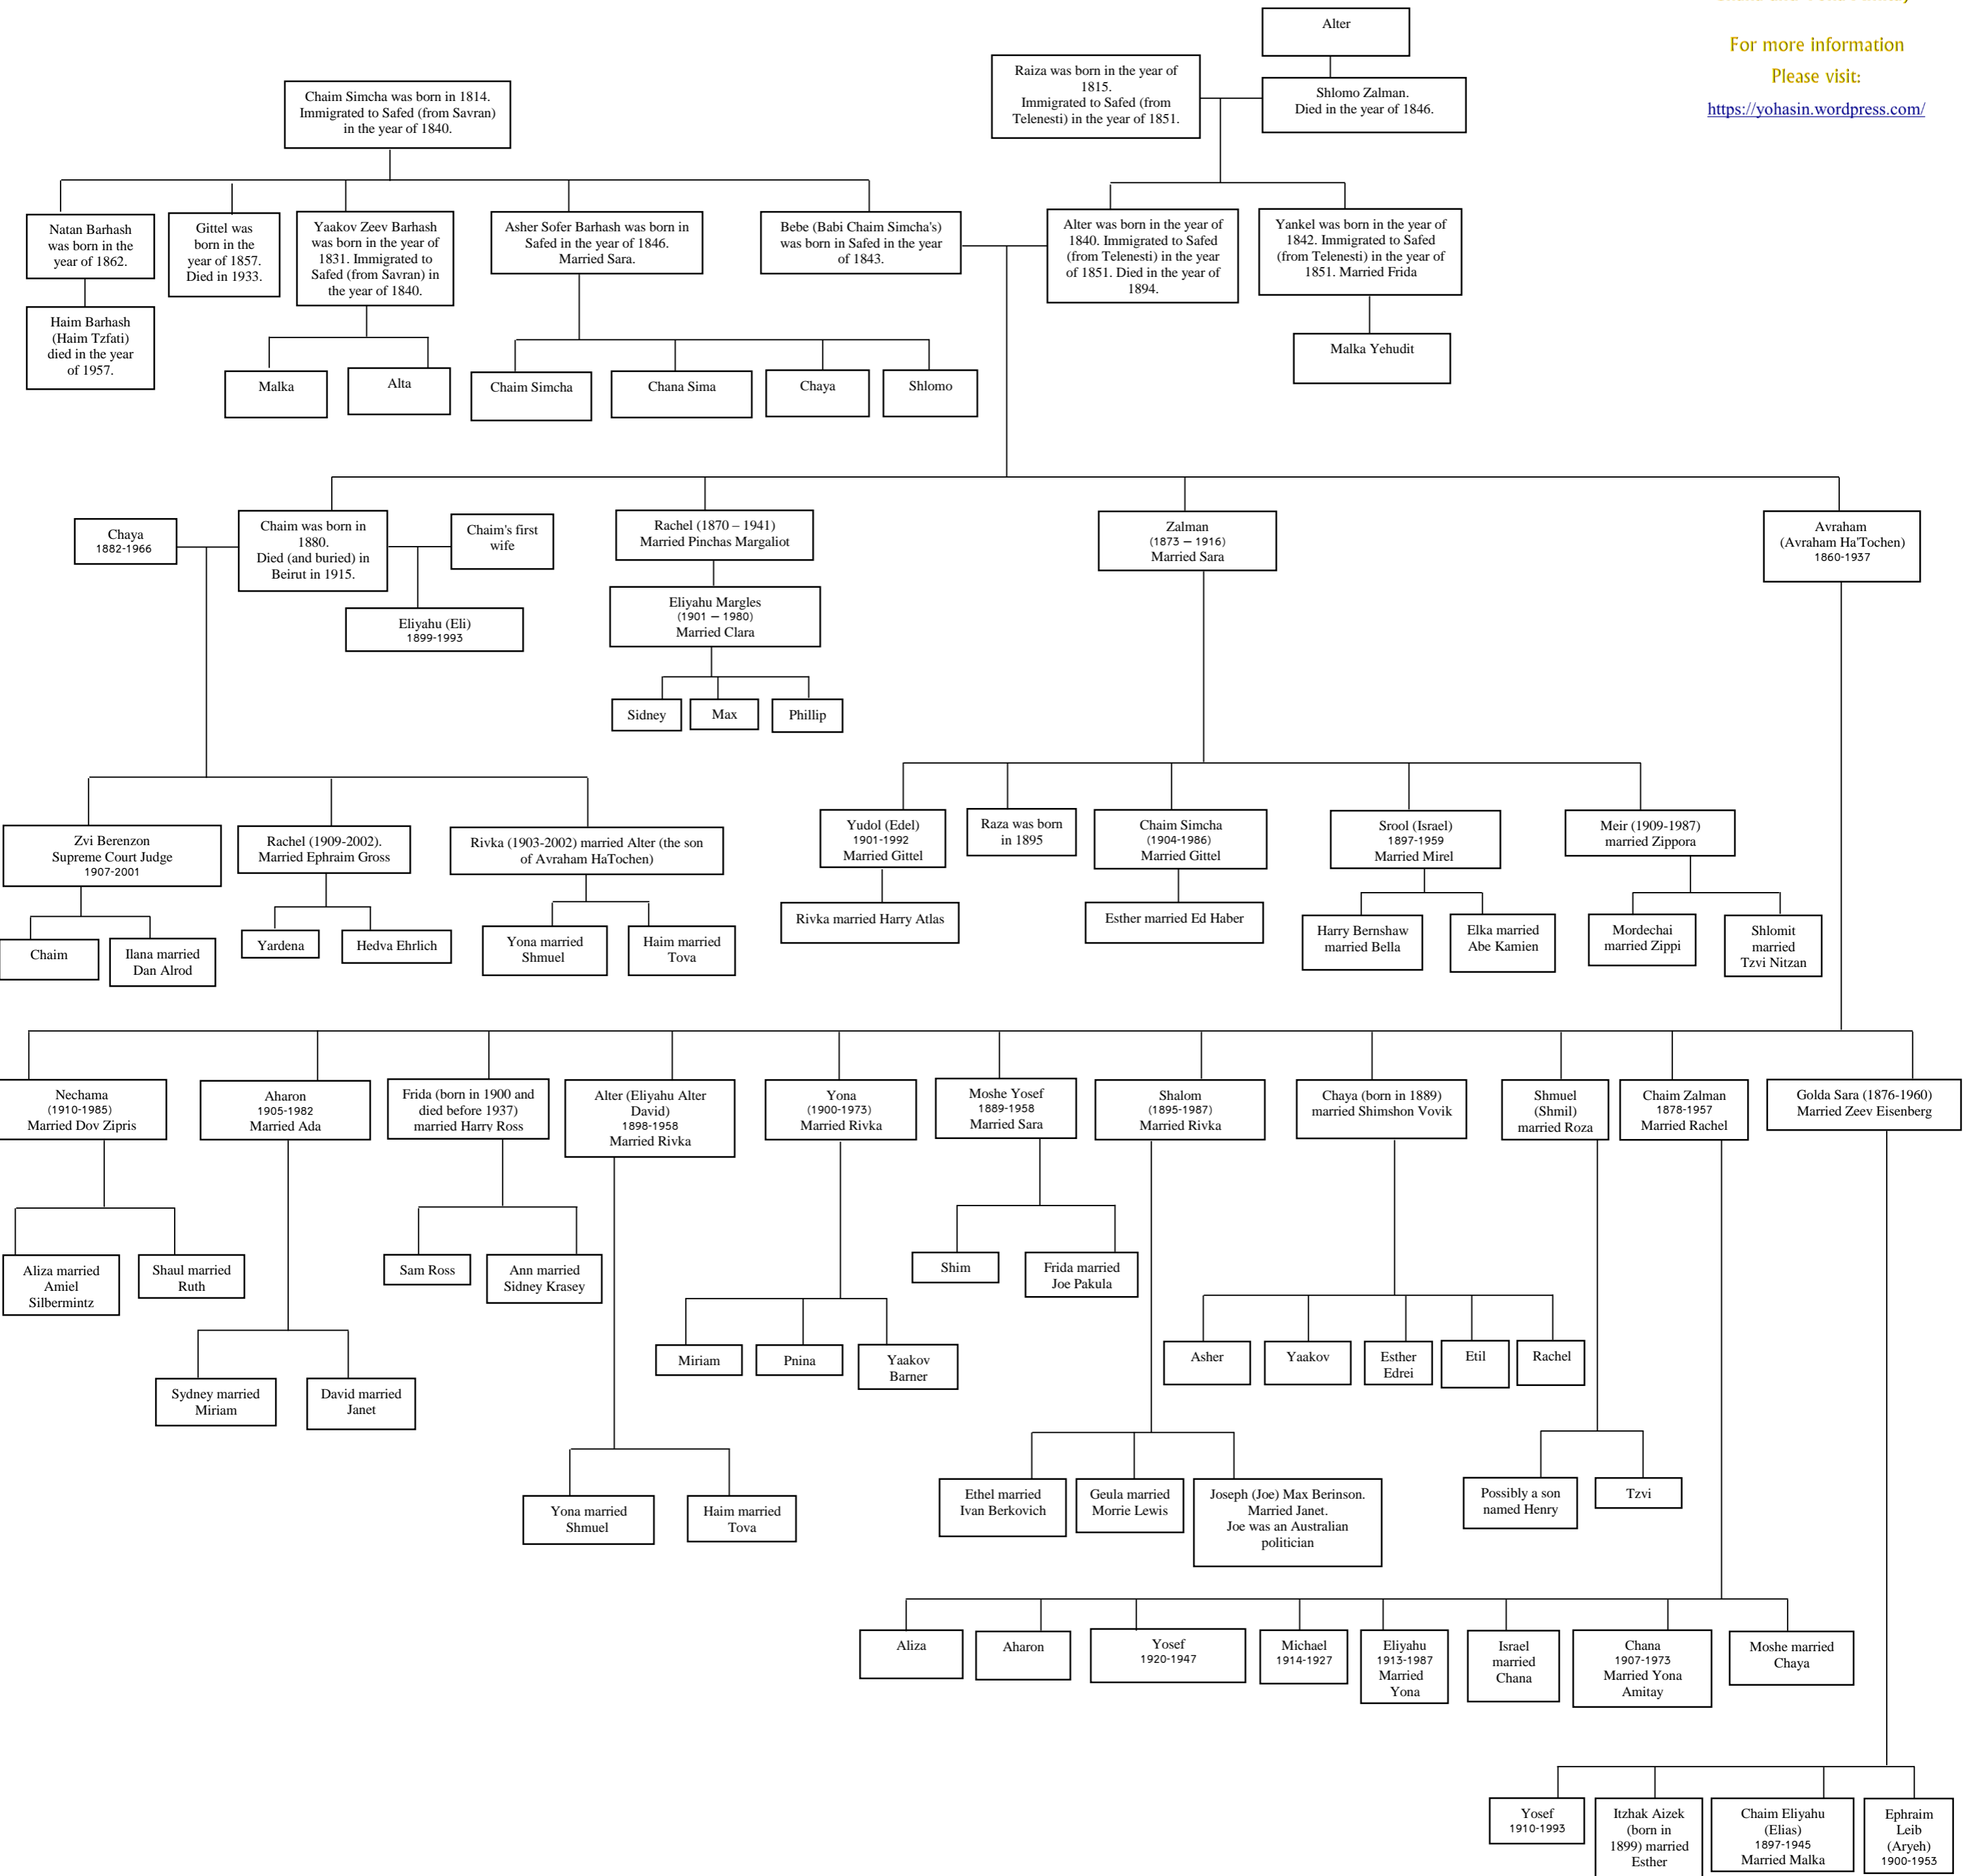 For more information
Please visit:
https://yohasin.wordpress.com/
Alter
Raiza was born in the year of
1815.
Immigrated to Safed (from
Telenesti) in the year of 1851.
Shlomo Zalman.
Died in the year of 1846.
Chaim Simcha was born in 1814.
Immigrated to Safed (from Savran)
in the year of 1840.
Natan Barhash
was born in the
year of 1862.
Gittel was
born in the
year of 1857.
Died in 1933.
Yaakov Zeev Barhash
was born in the year of
1831. Immigrated to
Safed (from Savran) in
the year of 1840.
Asher Sofer Barhash was born in
Safed in the year of 1846.
Married Sara.
Bebe (Babi Chaim Simcha's)
was born in Safed in the year
of 1843.
Alter was born in the year of
1840. Immigrated to Safed
(from Telenesti) in the year
of 1851. Died in the year of
1894.
Yankel was born in the year of
1842. Immigrated to Safed
(from Telenesti) in the year of
1851. Married Frida
Haim Barhash
(Haim Tzfati)
died in the year
of 1957.
Malka
Alta
Chaim Simcha
Chana Sima
Chaya
Shlomo
Malka Yehudit
Chaya
1882-1966
Chaim was born in
1880.
Died (and buried) in
Beirut in 1915.
Chaim's first
wife
Rachel (1870 – 1941)
Married Pinchas Margaliot
Zalman
(1873 – 1916)
Married Sara
Avraham
(Avraham Ha'Tochen)
1860-1937
Eliyahu (Eli)
1899-1993
Eliyahu Margles
(1901 – 1980)
Married Clara
Sidney
Max
Phillip
Zvi Berenzon
Supreme Court Judge
1907-2001
Rachel (1909-2002).
Married Ephraim Gross
Rivka (1903-2002) married Alter (the son
of Avraham HaTochen)
Yudol (Edel)
1901-1992
Married Gittel
Raza was born
in 1895
Chaim Simcha
(1904-1986)
Married Gittel
Srool (Israel)
1897-1959
Married Mirel
Meir (1909-1987)
married Zippora
Chaim
Ilana married
Dan Alrod
Yardena
Hedva Ehrlich
Yona married
Shmuel
Haim married
Tova
Rivka married Harry Atlas
Esther married Ed Haber
Harry Bernshaw
married Bella
Elka married
Abe Kamien
Mordechai
married Zippi
Shlomit
married
Tzvi Nitzan
Nechama
(1910-1985)
Married Dov Zipris
Aharon
1905-1982
Married Ada
Frida (born in 1900 and
died before 1937)
married Harry Ross
Alter (Eliyahu Alter
David)
1898-1958
Married Rivka
Yona
(1900-1973)
Married Rivka
Moshe Yosef
1889-1958
Married Sara
Shalom
(1895-1987)
Married Rivka
Chaya (born in 1889)
married Shimshon Vovik
Shmuel
(Shmil)
married Roza
Chaim Zalman
1878-1957
Married Rachel
Golda Sara (1876-1960)
Married Zeev Eisenberg
Aliza married
Amiel
Silbermintz
Shaul married
Ruth
Sam Ross
Ann married
Sidney Krasey
Shim
Frida married
Joe Pakula
Miriam
Pnina
Yaakov
Barner
Asher
Yaakov
Esther
Edrei
Etil
Rachel
Sydney married
Miriam
David married
Janet
Yona married
Shmuel
Haim married
Tova
Ethel married
Ivan Berkovich
Geula married
Morrie Lewis
Joseph (Joe) Max Berinson.
Married Janet.
Joe was an Australian
politician
Possibly a son
named Henry
Tzvi
Aliza
Aharon
Yosef
1920-1947
Michael
1914-1927
Eliyahu
1913-1987
Married
Yona
Israel
married
Chana
Chana
1907-1973
Married Yona
Amitay
Moshe married
Chaya
Yosef
1910-1993
Itzhak Aizek
(born in
1899) married
Esther
Chaim Eliyahu
(Elias)
1897-1945
Married Malka
Ephraim
Leib
(Aryeh)
1900-1953